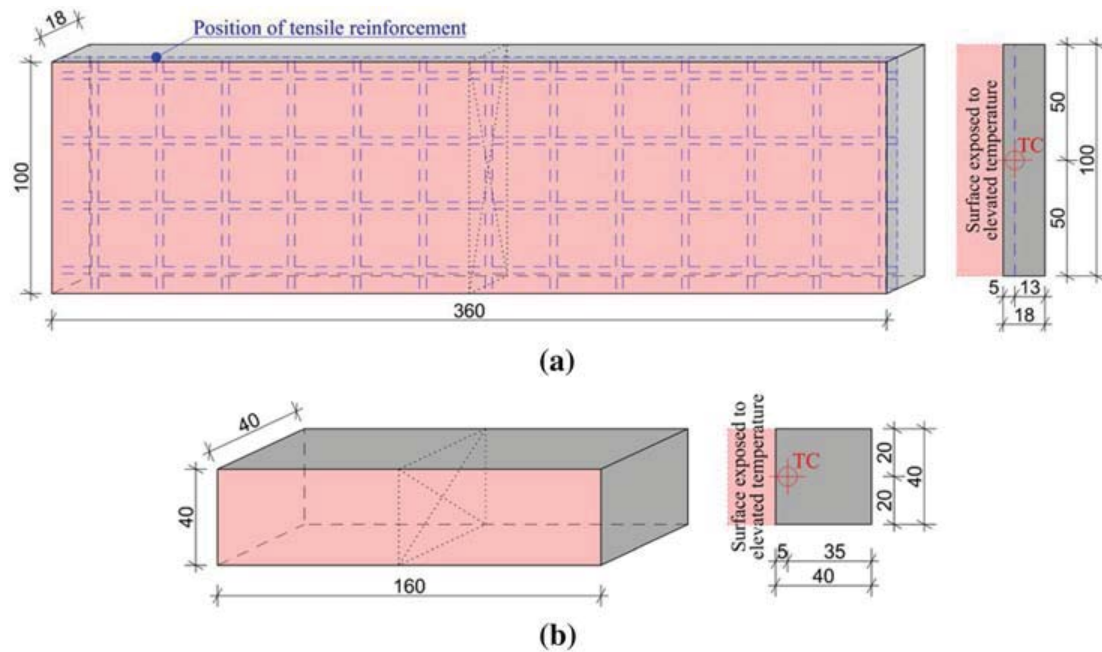 18
Position of tensile reinforcement
100
360
Surface exposed to
elevated temperature
TC
50
50
100
5
13
18
(a)
40
40
160
Surface exposed to
elevated temperature
TC
20
20
40
5
35
40
(b)